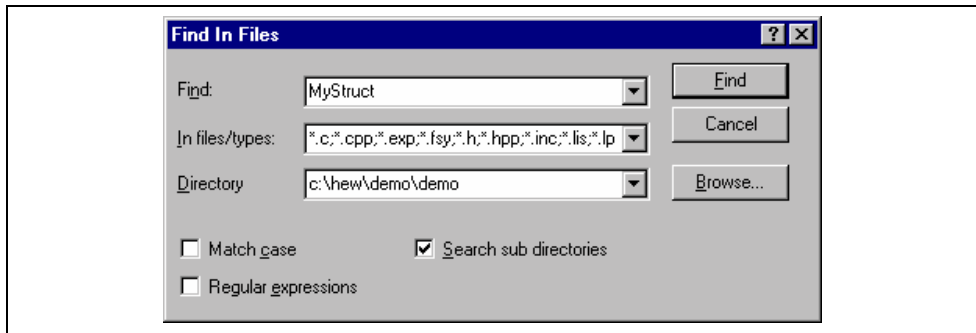 Find In Files
Find:
MyStruct
Find
In files/types:
*.c;*.cpp;*.exp;*.fsy;*.h;*.hpp;*.inc;*.lis;*.lp
Cancel
Directory
c:\hew\demo\demo
Browse...
Match case
Search sub directories
Regular expressions